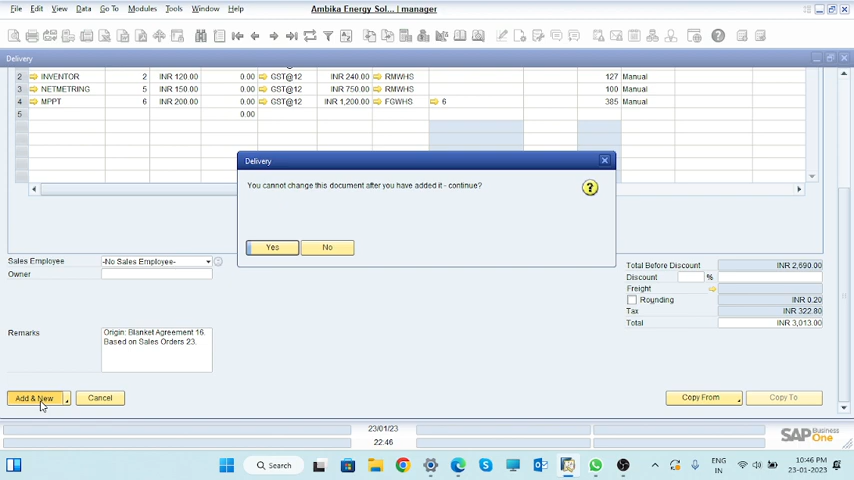 File Edit View Data Go To Modules Tools Window Help Ambika Energy Sol... | manager
Delivery
2 INVENTOR 2 INR 120.00 0.00 GST@12 INR 240.00 RMWHS 127 Manual
3 NETMETRING 5 INR 150.00 0.00 GST@12 INR 750.00 RMWHS 100 Manual
4 MPPT 6 INR 200.00 0.00 GST@12 INR 1,200.00 FGWHS 6 385 Manual
5 0.00
Delivery
You cannot change this document after you have added it - continue?
?
Yes No
Sales Employee -No Sales Employee-
Owner
Remarks
Origin: Blanket Agreement 16.
Based on Sales Orders 23.
Total Before Discount INR 2,690.00
Discount %
Freight
Rounding INR 0.20
Tax INR 322.80
Total INR 3,013.00
Add & New Cancel Copy From Copy To
23/01/23
22:46
SAP Business One
Search
ENG
IN
10:46 PM
23-01-2023